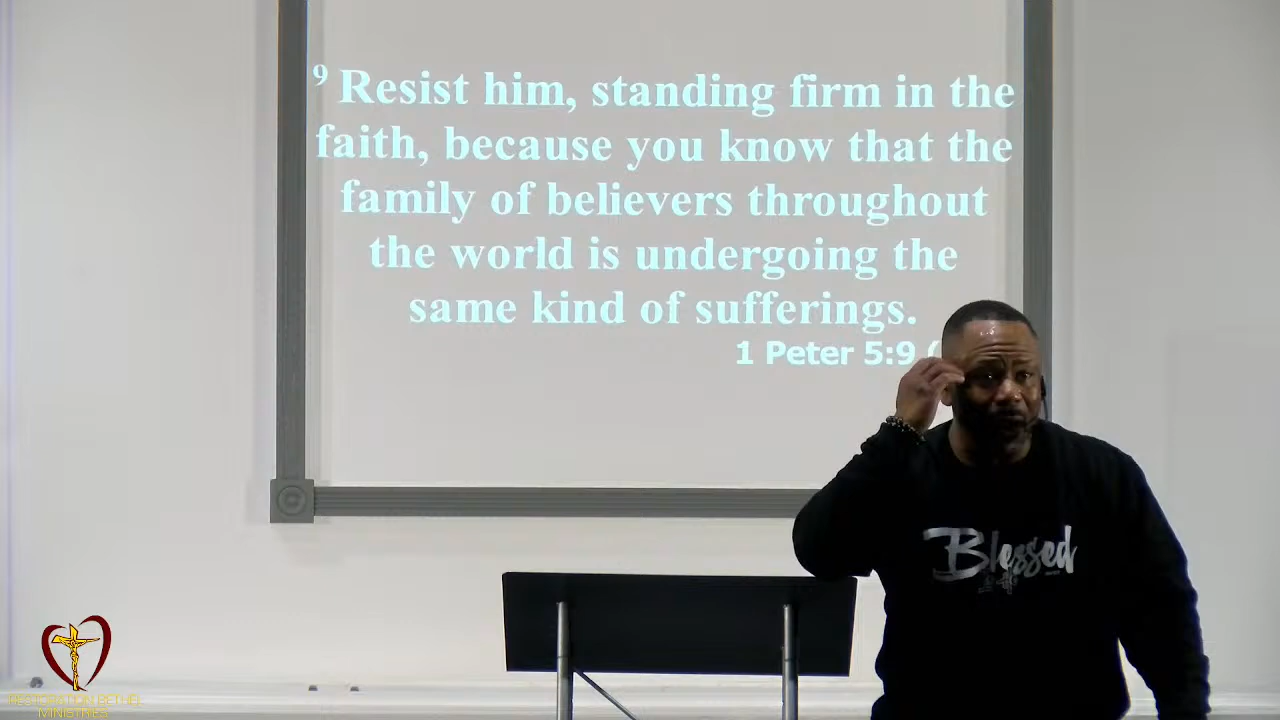 9 Resist him, standing firm in the
faith, because you know that the
family of believers throughout
the world is undergoing the
same kind of sufferings.
1 Peter 5:9 (
Blessed
RESTORATION BETHEL
MINISTRIES